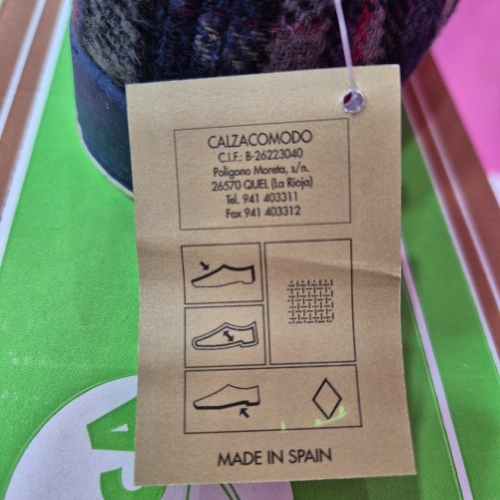 CALZACOMODO
C.I.F.: B-26223040
Polígono Moreta, s/n.
26570 QUEL (La Rioja)
Tel. 941 403311
Fax 941 403312
MADE IN SPAIN